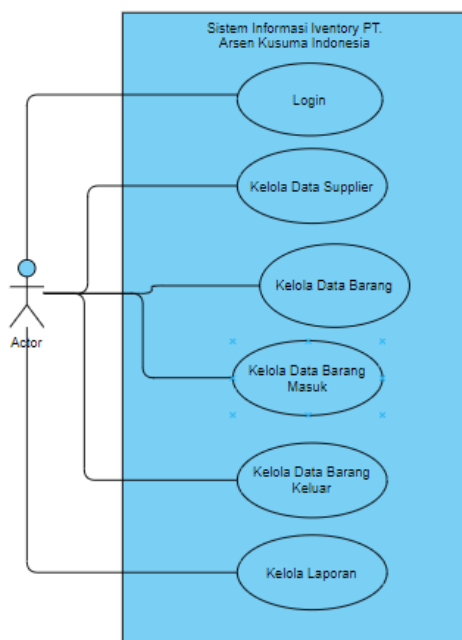 Sistem Informasi Iventory PT.
Arsen Kusuma Indonesia
Login
Kelola Data Supplier
Kelola Data Barang
Actor
Kelola Data Barang
Masuk
Kelola Data Barang
Keluar
Kelola Laporan